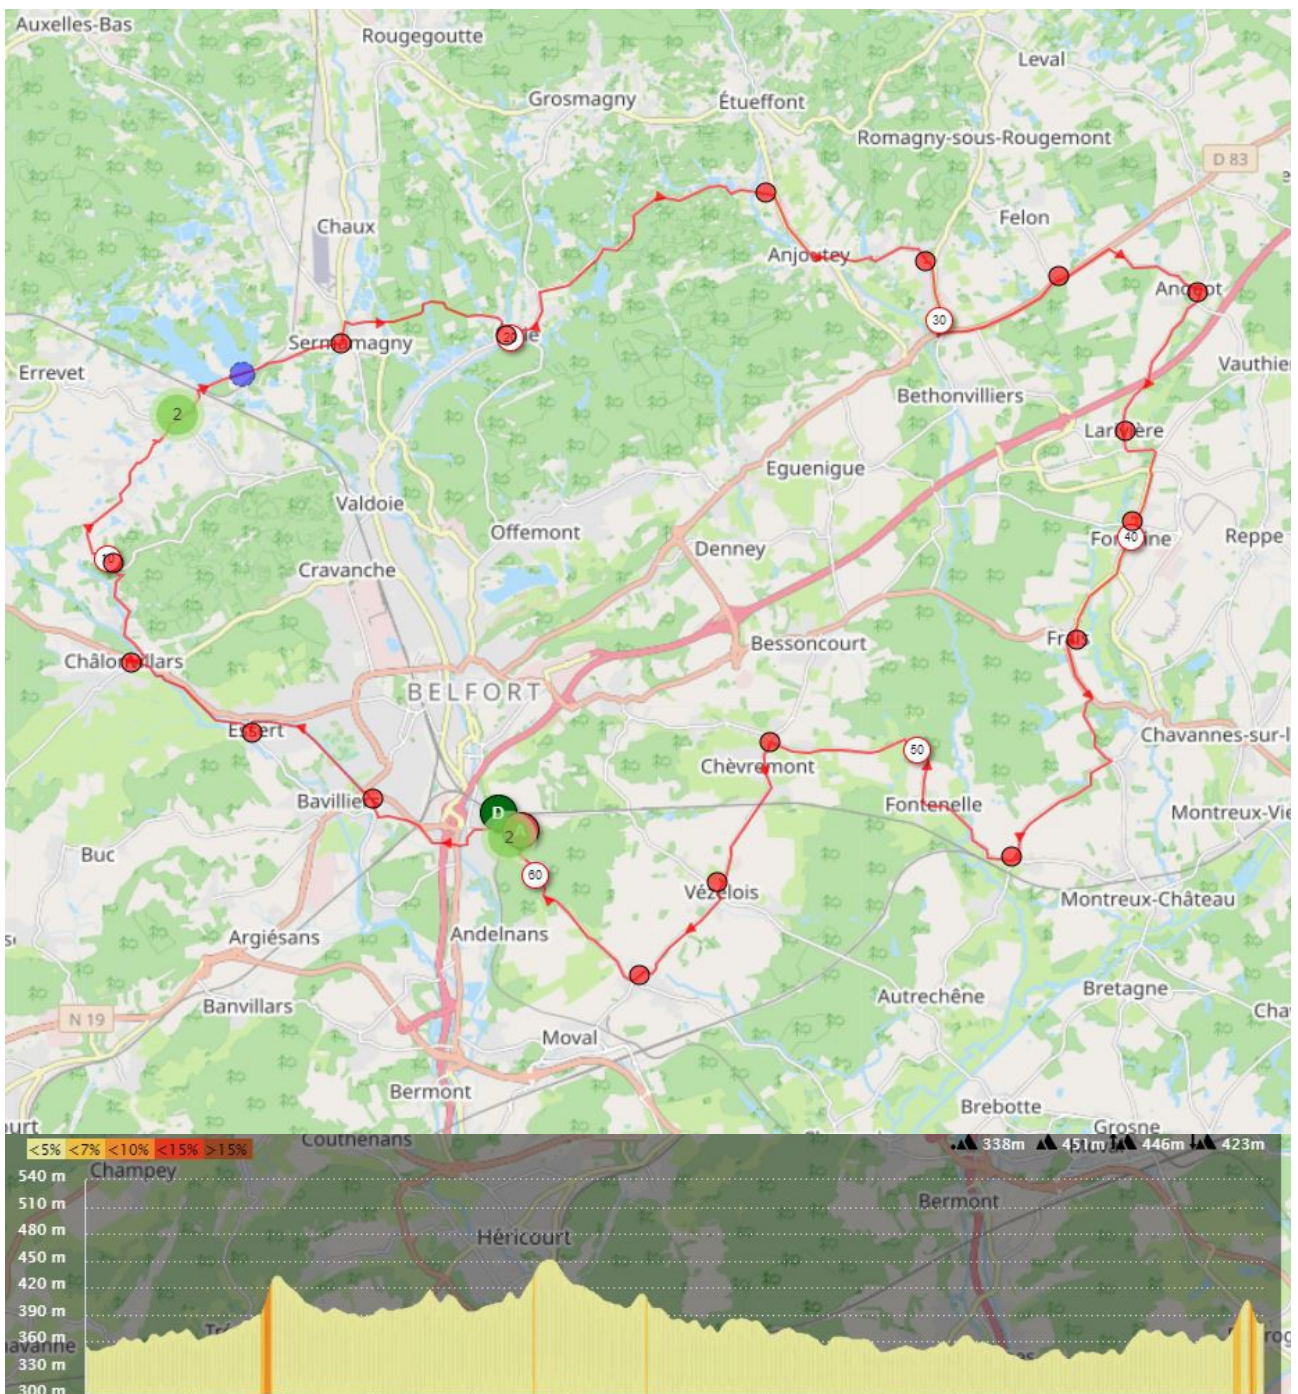 Auxelles-Bas
Rougegoutte
Leval
Grosmagny
Étueffont
Romagny-sous-Rougemont
D 83
Chaux
Felon
Anjoutey
30
Sermamagny
Errevet
Vauthier
2
Bethonvilliers
Eguenigue
Valdoie
Offemont
Denney
Reppe
40
Cravanche
Bessoncourt
BELFORT
Chavannes-sur-l
Chèvremont
50
Fontenelle
D
2
Montreux-Vie
Buc
60
Vézelois
Montreux-Château
Argiésans
Andelnans
Autrechêne
Bretagne
Banvillars
N 19
Moval
Bermont
Brebotte
Grosne
<5% <7% <10% <15% >15%
Couthenans
338m 451m 446m 423m
Champey
540 m
Bermont
510 m
Héricourt
480 m
450 m
420 m
390 m
360 m
330 m
300 m